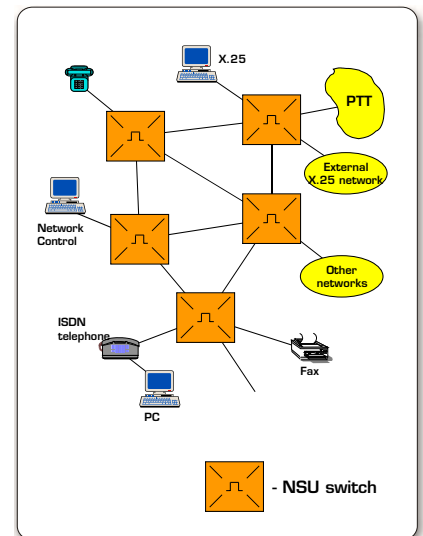 X.25
PTT
External
X.25 network
Network
Control
Other
networks
ISDN
telephone
Fax
PC
- NSU switch